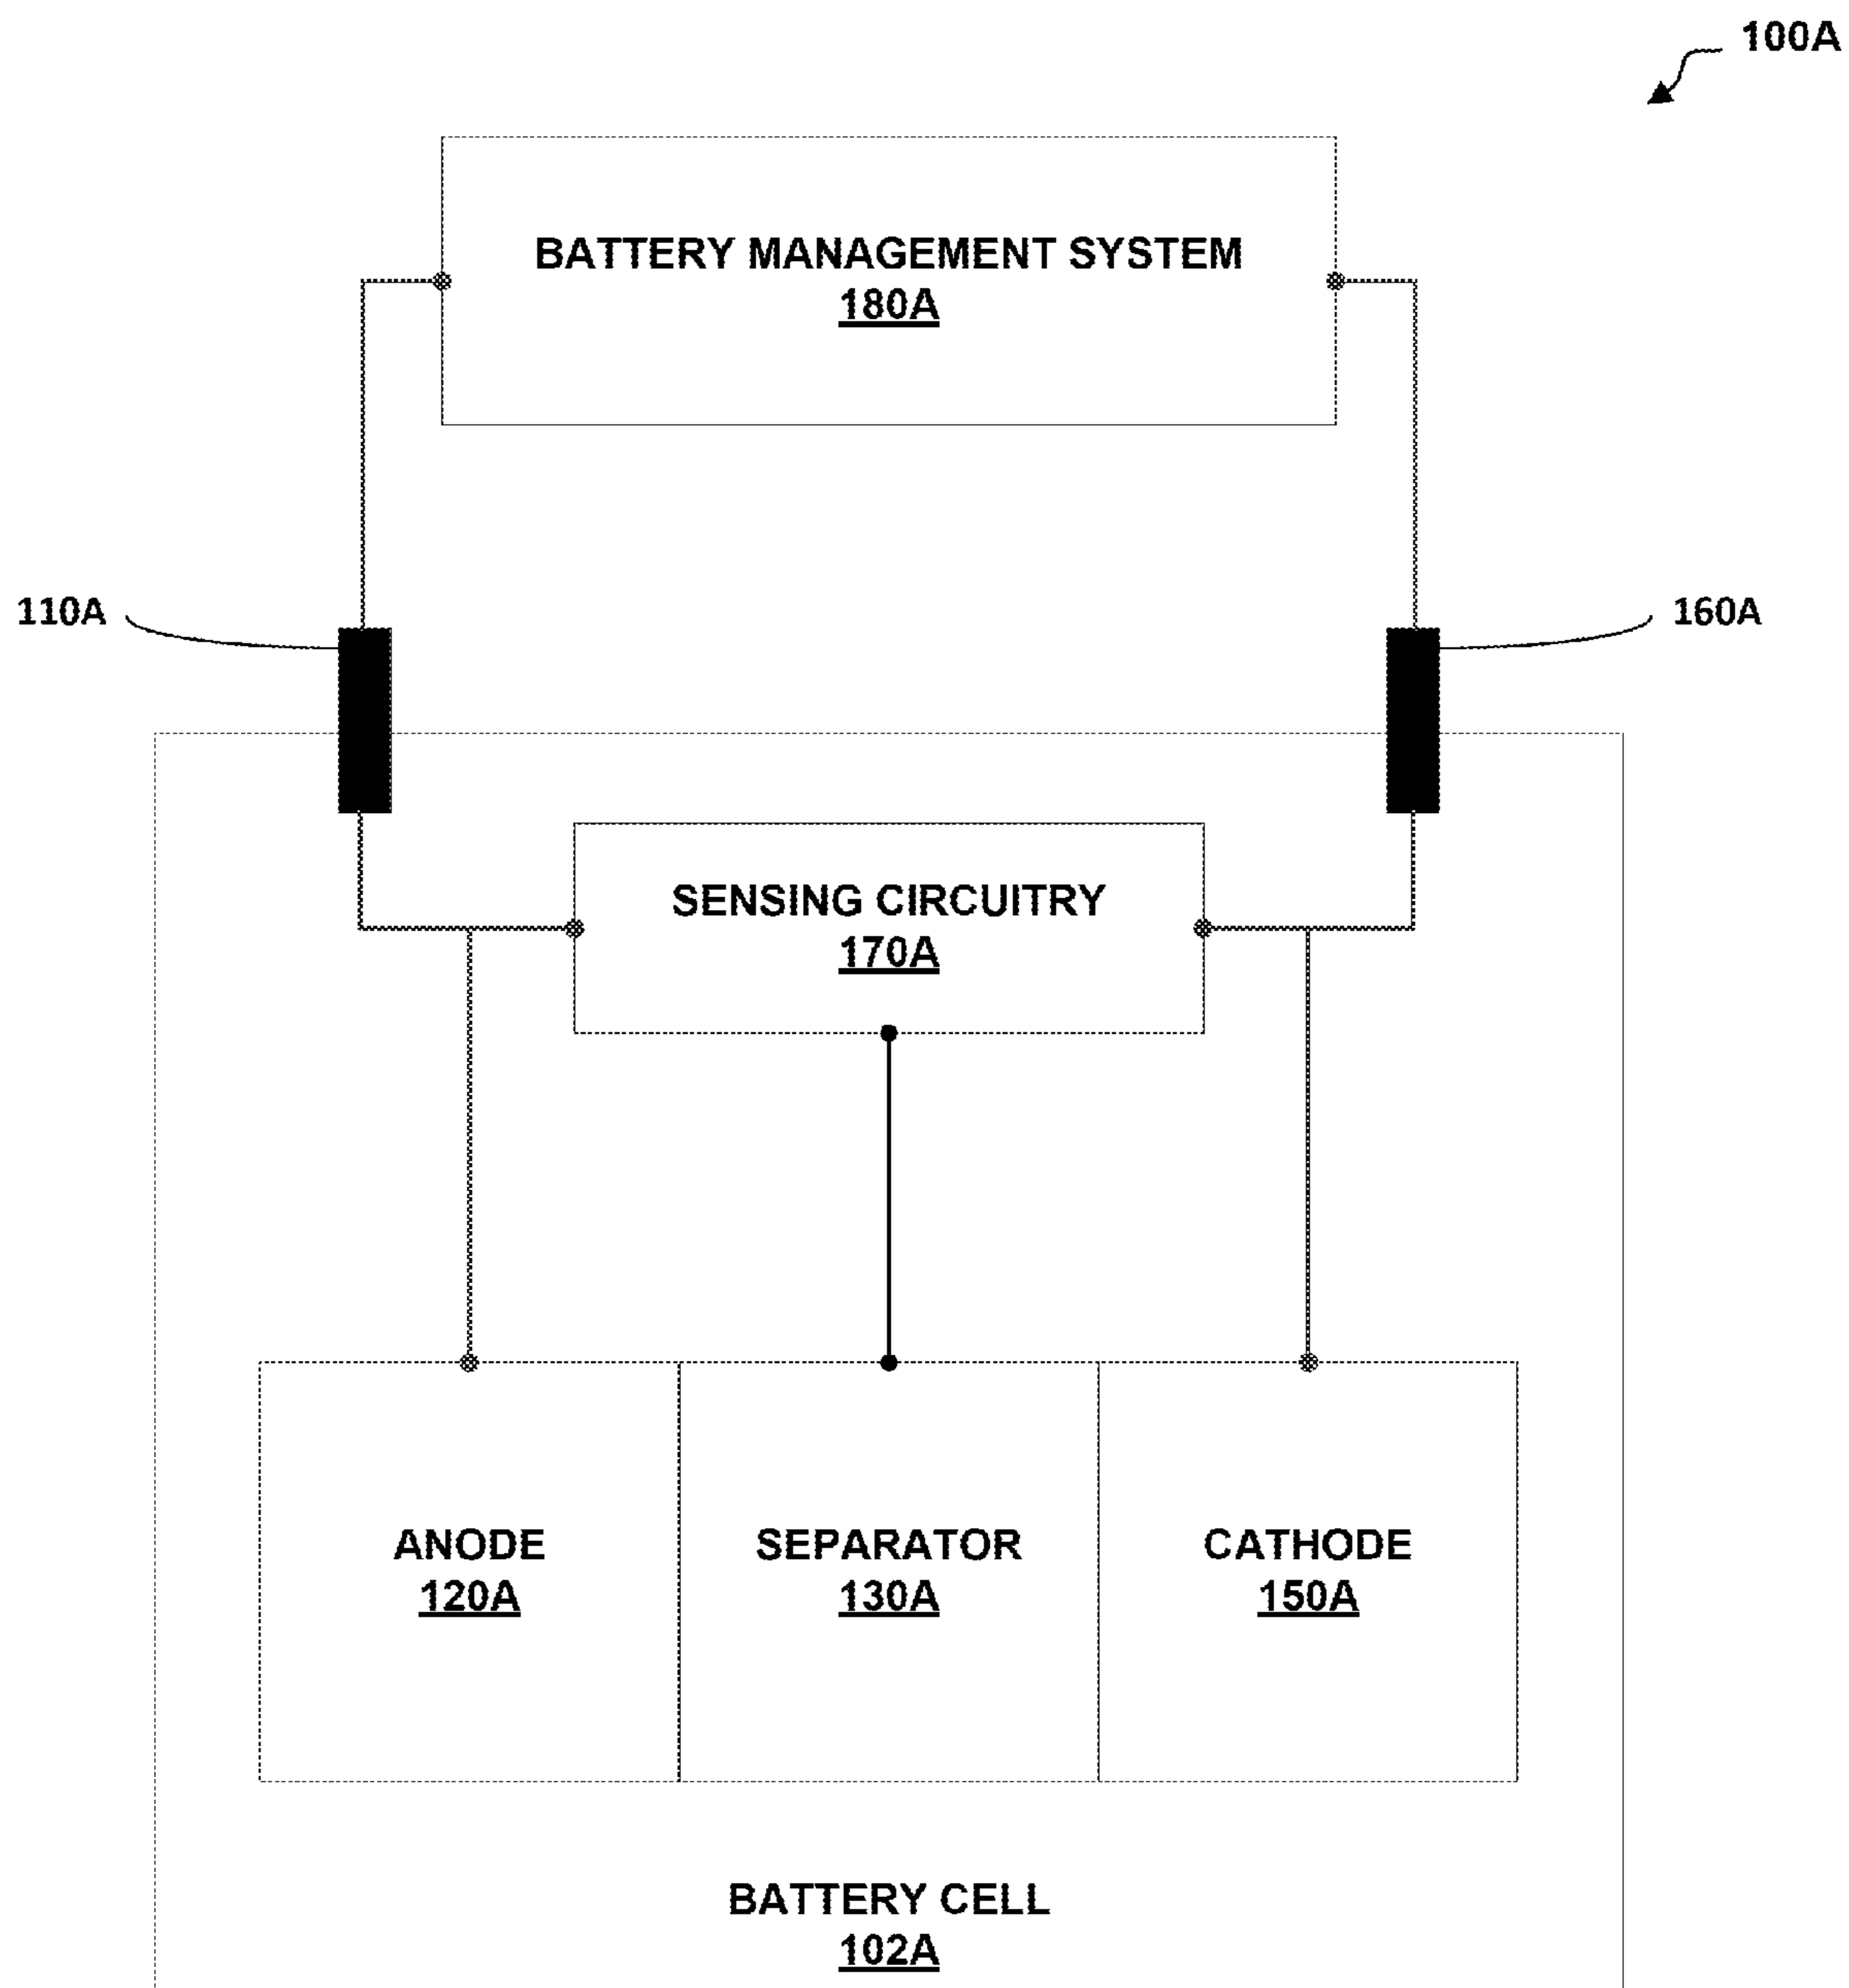 100A
BATTERY MANAGEMENT SYSTEM
180A
110A
160A
SENSING CIRCUITRY
170A
ANODE
120A
SEPARATOR
130A
CATHODE
150A
BATTERY CELL
102A